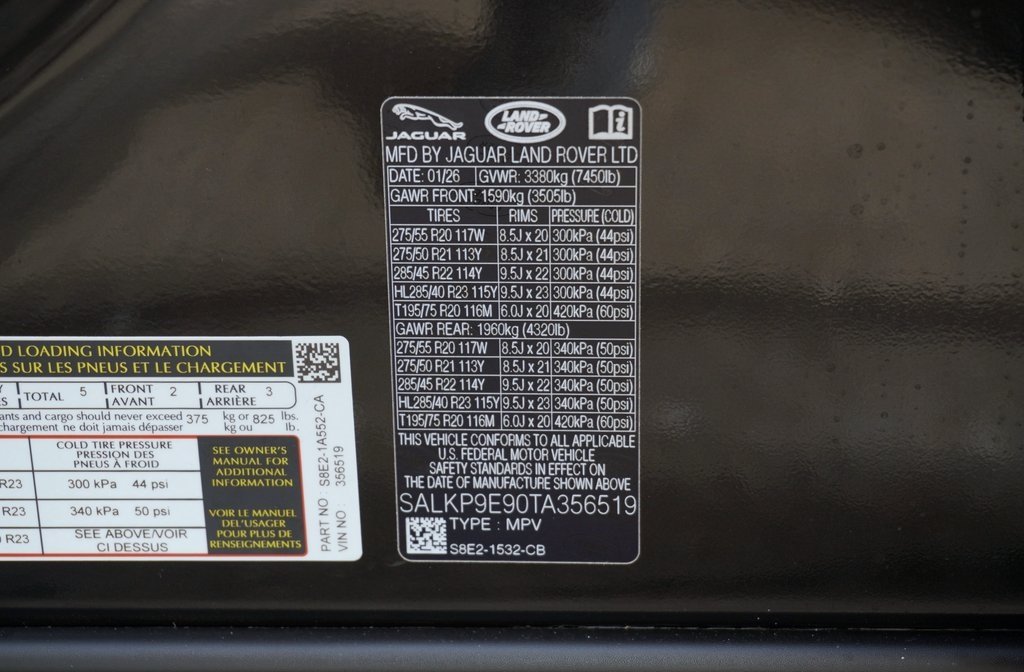 JAGUAR LAND ROVER
MFD BY JAGUAR LAND ROVER LTD
DATE: 01/26 GVWR: 3380kg (7450lb)
GAWR FRONT: 1590kg (3505lb)
TIRES RIMS PRESSURE (COLD)
275/55 R20 117W 8.5J x 20 300kPa (44psi)
275/50 R21 113Y 8.5J x 21 300kPa (44psi)
285/45 R22 114Y 9.5J x 22 300kPa (44psi)
HL285/40 R23 115Y 9.5J x 23 300kPa (44psi)
T195/75 R20 116M 6.0J x 20 420kPa (60psi)
GAWR REAR: 1960kg (4320lb)
275/55 R20 117W 8.5J x 20 340kPa (50psi)
275/50 R21 113Y 8.5J x 21 340kPa (50psi)
285/45 R22 114Y 9.5J x 22 340kPa (50psi)
HL285/40 R23 115Y 9.5J x 23 340kPa (50psi)
T195/75 R20 116M 6.0J x 20 420kPa (60psi)
THIS VEHICLE CONFORMS TO ALL APPLICABLE
U.S. FEDERAL MOTOR VEHICLE
SAFETY STANDARDS IN EFFECT ON
THE DATE OF MANUFACTURE SHOWN ABOVE
SALKP9E90TA356519
TYPE : MPV
S8E2-1532-CB
D LOADING INFORMATION
S SUR LES PNEUS ET LE CHARGEMENT
TOTAL 5 FRONT 2 REAR 3
AVANT ARRIÈRE
ants and cargo should never exceed 375 kg or 825 lbs.
chargement ne doit jamais dépasser kg ou lb.
COLD TIRE PRESSURE
PRESSION DES
PNEUS À FROID
R23 300 kPa 44 psi
R23 340 kPa 50 psi
R23 SEE ABOVE/VOIR
CI DESSUS
SEE OWNER'S
MANUAL FOR
ADDITIONAL
INFORMATION
VOIR LE MANUEL
DE L'USAGER
POUR PLUS DE
RENSEIGNEMENTS
PART NO : S8E2-1A552-CA
VIN NO : 356519